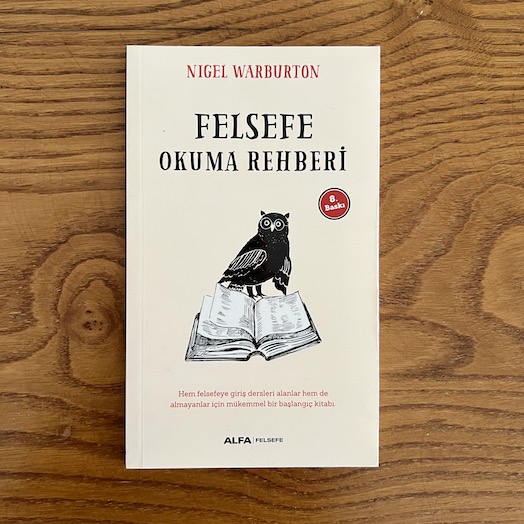 NIGEL WARBURTON
FELSEFE
OKUMA REHBERİ
8.
Baskı
Hem felsefeye giriş dersleri alanlar hem de
almayanlar için mükemmel bir başlangıç kitabı.
ALFA | FELSEFE